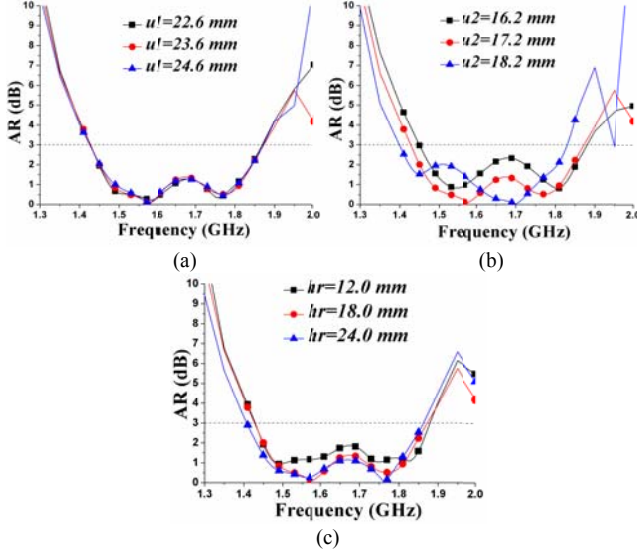 10
9
8
7
6
5
4
3
2
1
0
AR (dB)
u1=22.6 mm
u1=23.6 mm
u1=24.6 mm
1.3 1.4 1.5 1.6 1.7 1.8 1.9 2.0
Frequency (GHz)
(a)
10
9
8
7
6
5
4
3
2
1
0
AR (dB)
u2=16.2 mm
u2=17.2 mm
u2=18.2 mm
1.3 1.4 1.5 1.6 1.7 1.8 1.9 2.0
Frequency (GHz)
(b)
10
9
8
7
6
5
4
3
2
1
0
AR (dB)
hr=12.0 mm
hr=18.0 mm
hr=24.0 mm
1.3 1.4 1.5 1.6 1.7 1.8 1.9 2.0
Frequency (GHz)
(c)